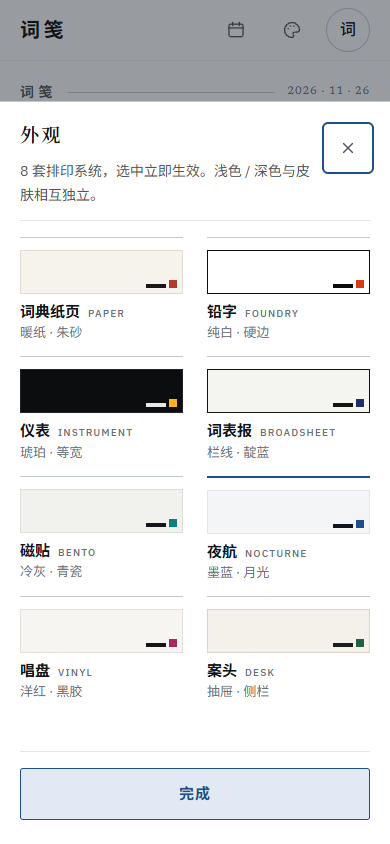 词笺
词
词笺
2026 · 11 · 26
外观
8 套排印系统，选中立即生效。浅色 / 深色与皮
肤相互独立。
词典纸页 PAPER
暖纸 · 朱砂
铅字 FOUNDRY
纯白 · 硬边
仪表 INSTRUMENT
琥珀 · 等宽
词表报 BROADSHEET
栏线 · 靛蓝
磁贴 BENTO
冷灰 · 青瓷
夜航 NOCTURNE
墨蓝 · 月光
唱盘 VINYL
洋红 · 黑胶
案头 DESK
抽屉 · 侧栏
完成